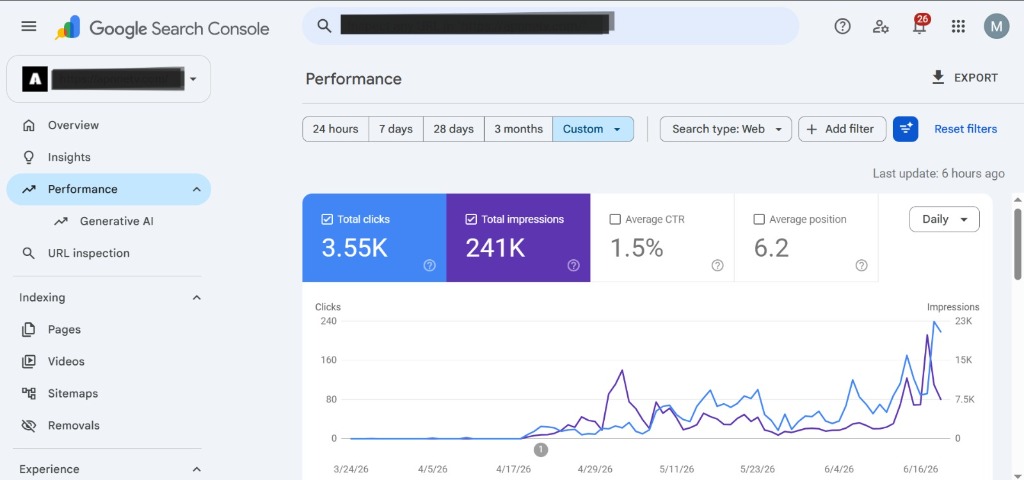 Google Search Console
26
M
A
Performance
EXPORT
24 hours 7 days 28 days 3 months Custom
Search type: Web
Add filter
Reset filters
Last update: 6 hours ago
Overview
Insights
Performance
Generative AI
URL inspection
Indexing
Pages
Videos
Sitemaps
Removals
Experience
Total clicks
3.55K
Total impressions
241K
Average CTR
1.5%
Average position
6.2
Daily
Clicks
Impressions
240
160
80
0
23K
15K
7.5K
0
1
3/24/26 4/5/26 4/17/26 4/29/26 5/11/26 5/23/26 6/4/26 6/16/26